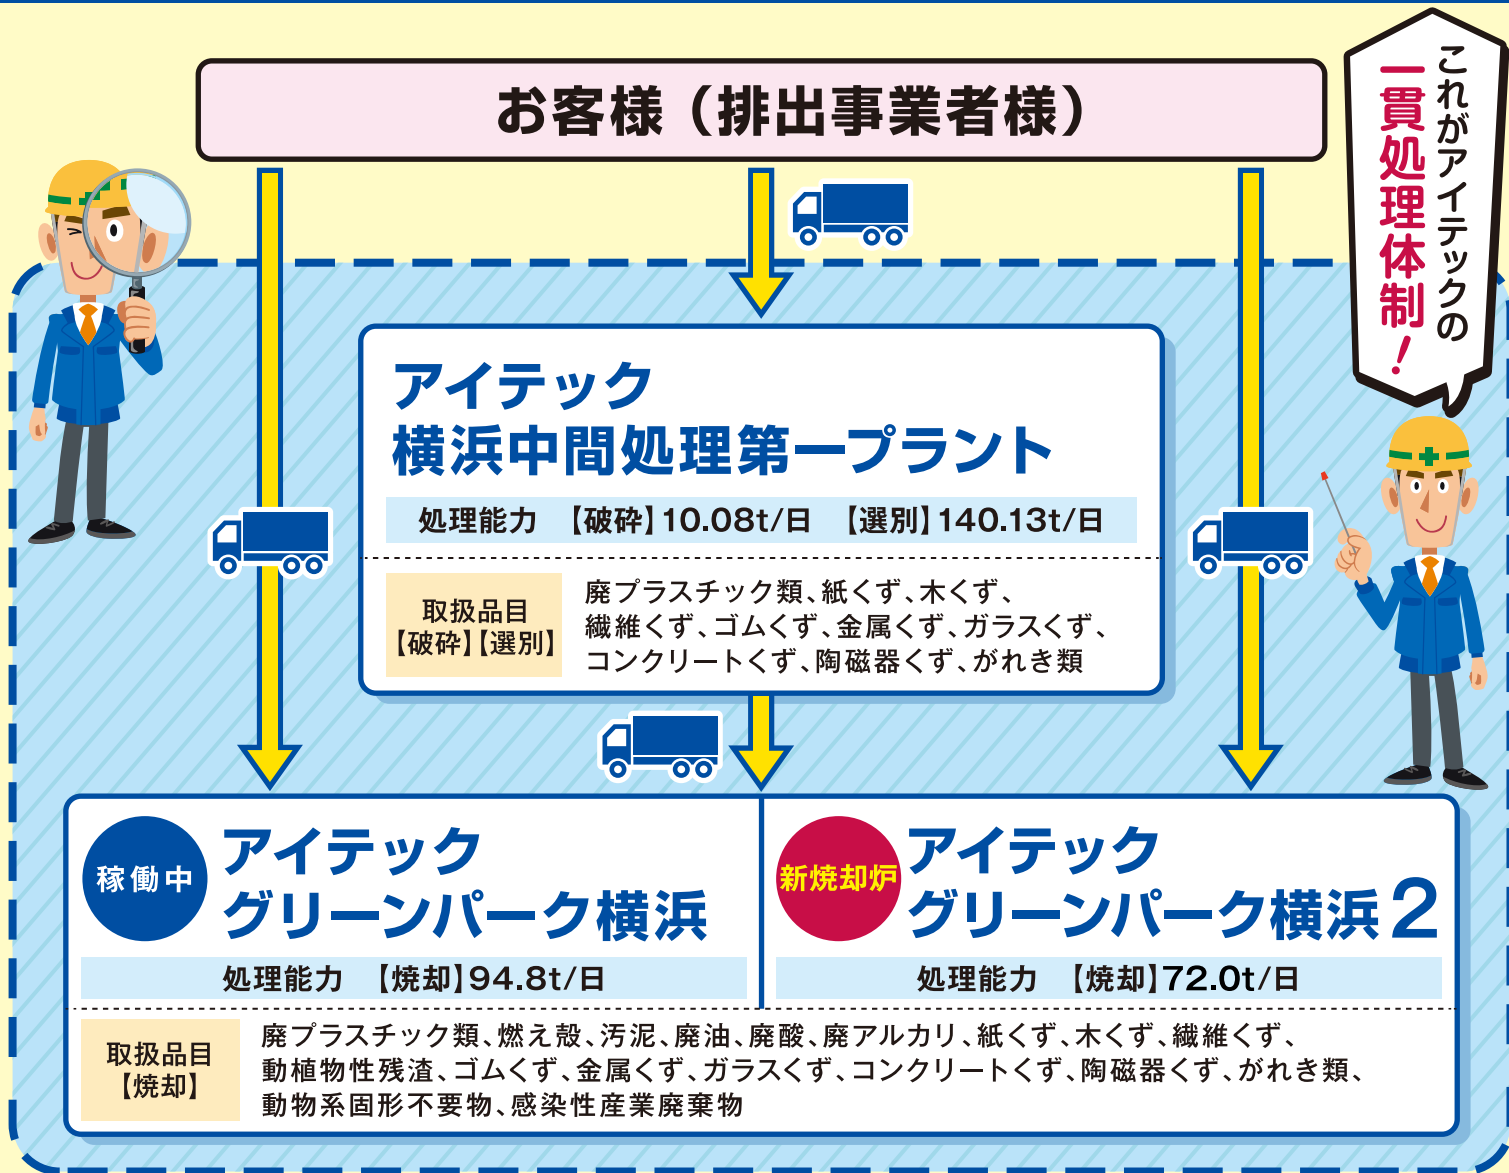 お客様（排出事業者様）
これがアイテックの
一貫処理体制！
アイテック
横浜中間処理第一プラント
処理能力 【破砕】10.08t/日 【選別】140.13t/日
取扱品目
【破砕】【選別】
廃プラスチック類、紙くず、木くず、
繊維くず、ゴムくず、金属くず、ガラスくず、
コンクリートくず、陶磁器くず、がれき類
稼働中
アイテック
グリーンパーク横浜
処理能力 【焼却】94.8t/日
新焼却炉
アイテック
グリーンパーク横浜2
処理能力 【焼却】72.0t/日
取扱品目
【焼却】
廃プラスチック類、燃え殻、汚泥、廃油、廃酸、廃アルカリ、紙くず、木くず、繊維くず、
動植物性残渣、ゴムくず、金属くず、ガラスくず、コンクリートくず、陶磁器くず、がれき類、
動物系固形不要物、感染性産業廃棄物